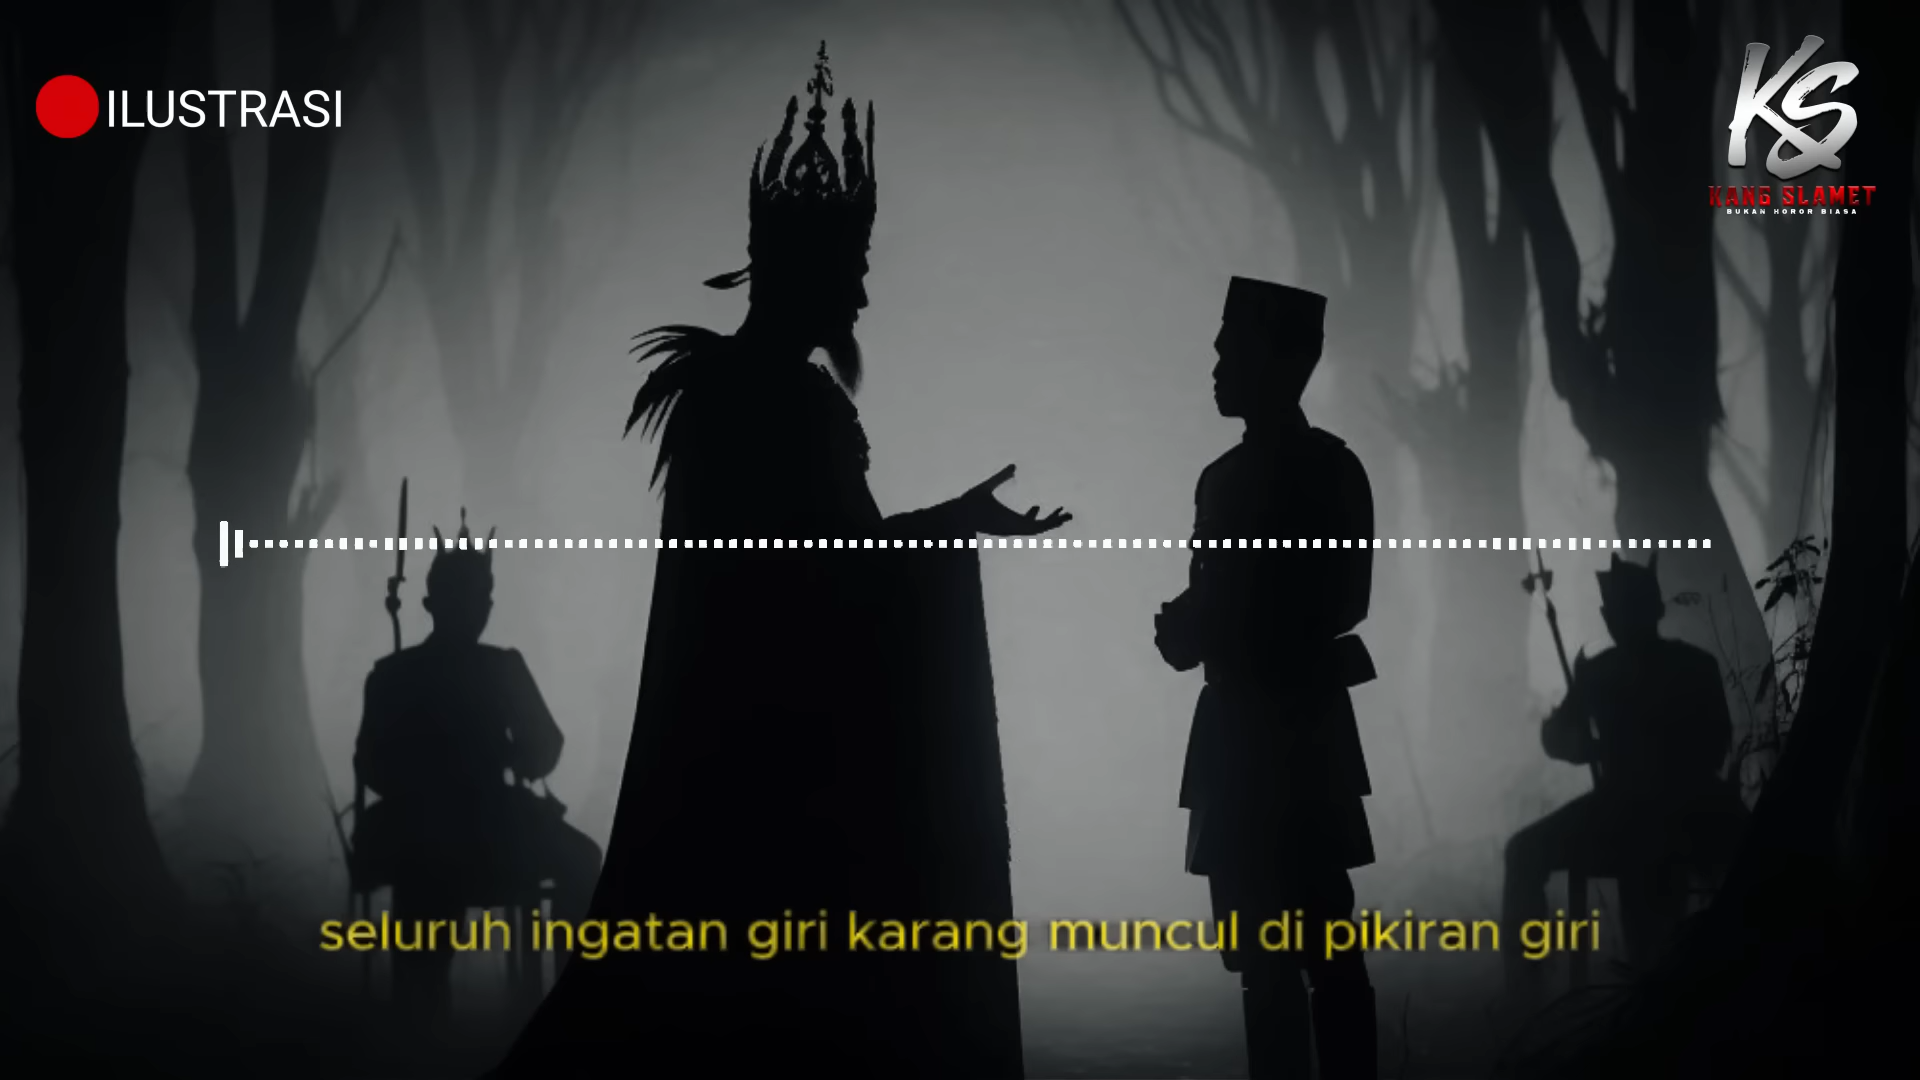 ILUSTRASI
KS
KANG SLAMET
BUKAN HOROR BIASA
seluruh ingatan giri karang muncul di pikiran giri